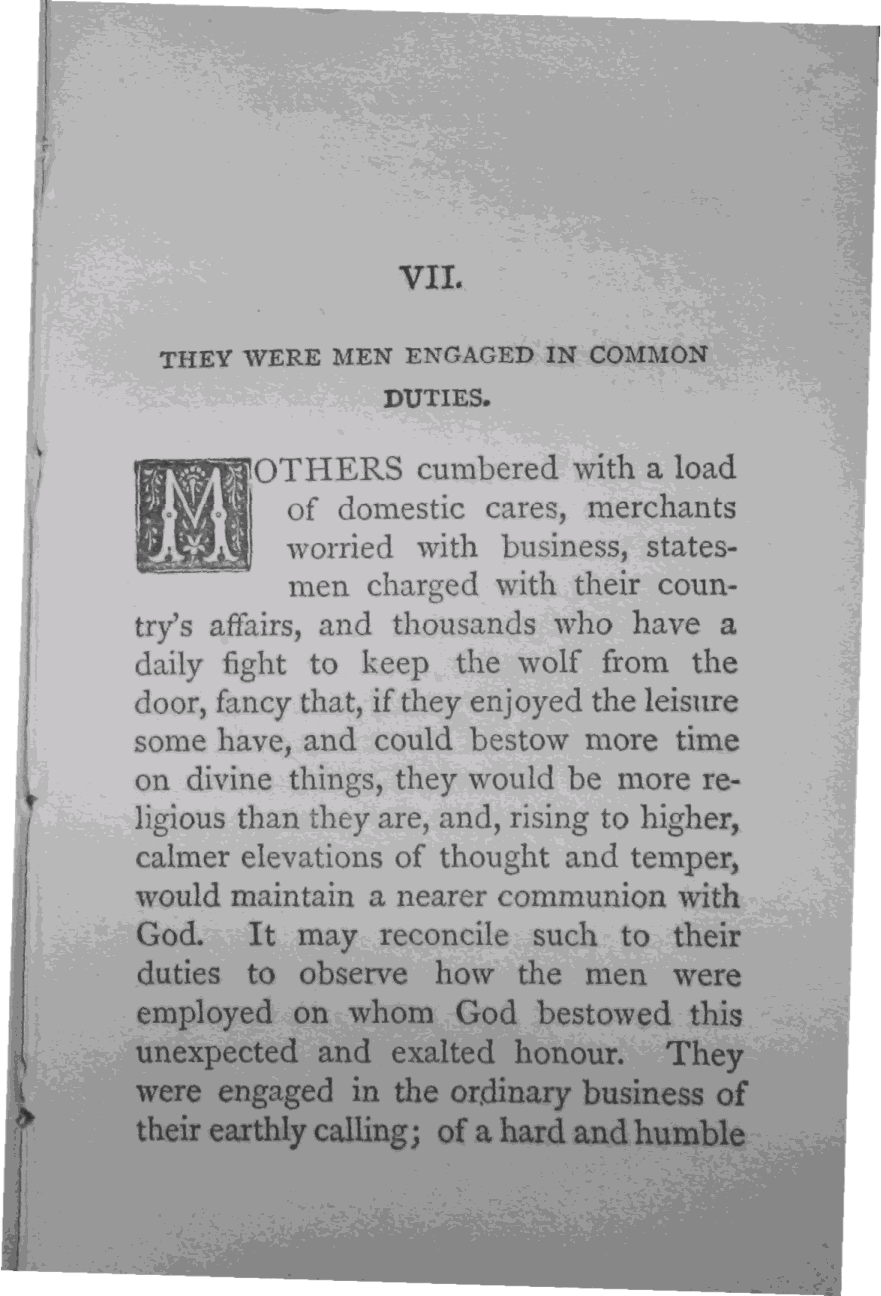 VII.
THEY WERE MEN ENGAGED IN COMMON
DUTIES.
MOTHERS cumbered with a load
of domestic cares, merchants
worried with business, states-
men charged with their coun-
try's affairs, and thousands who have a
daily fight to keep the wolf from the
door, fancy that, if they enjoyed the leisure
some have, and could bestow more time
on divine things, they would be more re-
ligious than they are, and, rising to higher,
calmer elevations of thought and temper,
would maintain a nearer communion with
God. It may reconcile such to their
duties to observe how the men were
employed on whom God bestowed this
unexpected and exalted honour. They
were engaged in the ordinary business of
their earthly calling; of a hard and humble